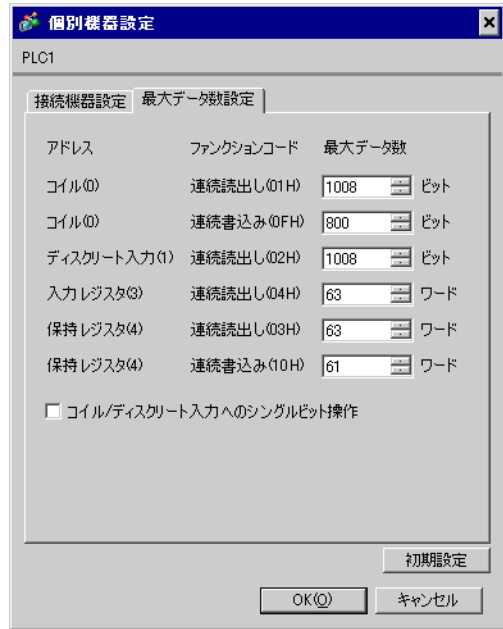 個別機器設定
PLC1
接続機器設定 最大データ数設定
アドレス ファンクションコード 最大データ数
コイル(0) 連続読出し(01H) 1008 ビット
コイル(0) 連続書込み(0FH) 800 ビット
ディスクリート入力(1) 連続読出し(02H) 1008 ビット
入力レジスタ(3) 連続読出し(04H) 63 ワード
保持レジスタ(4) 連続読出し(03H) 63 ワード
保持レジスタ(4) 連続書込み(10H) 61 ワード
コイル/ディスクリート入力へのシングルビット操作
初期設定
OK(O) キャンセル